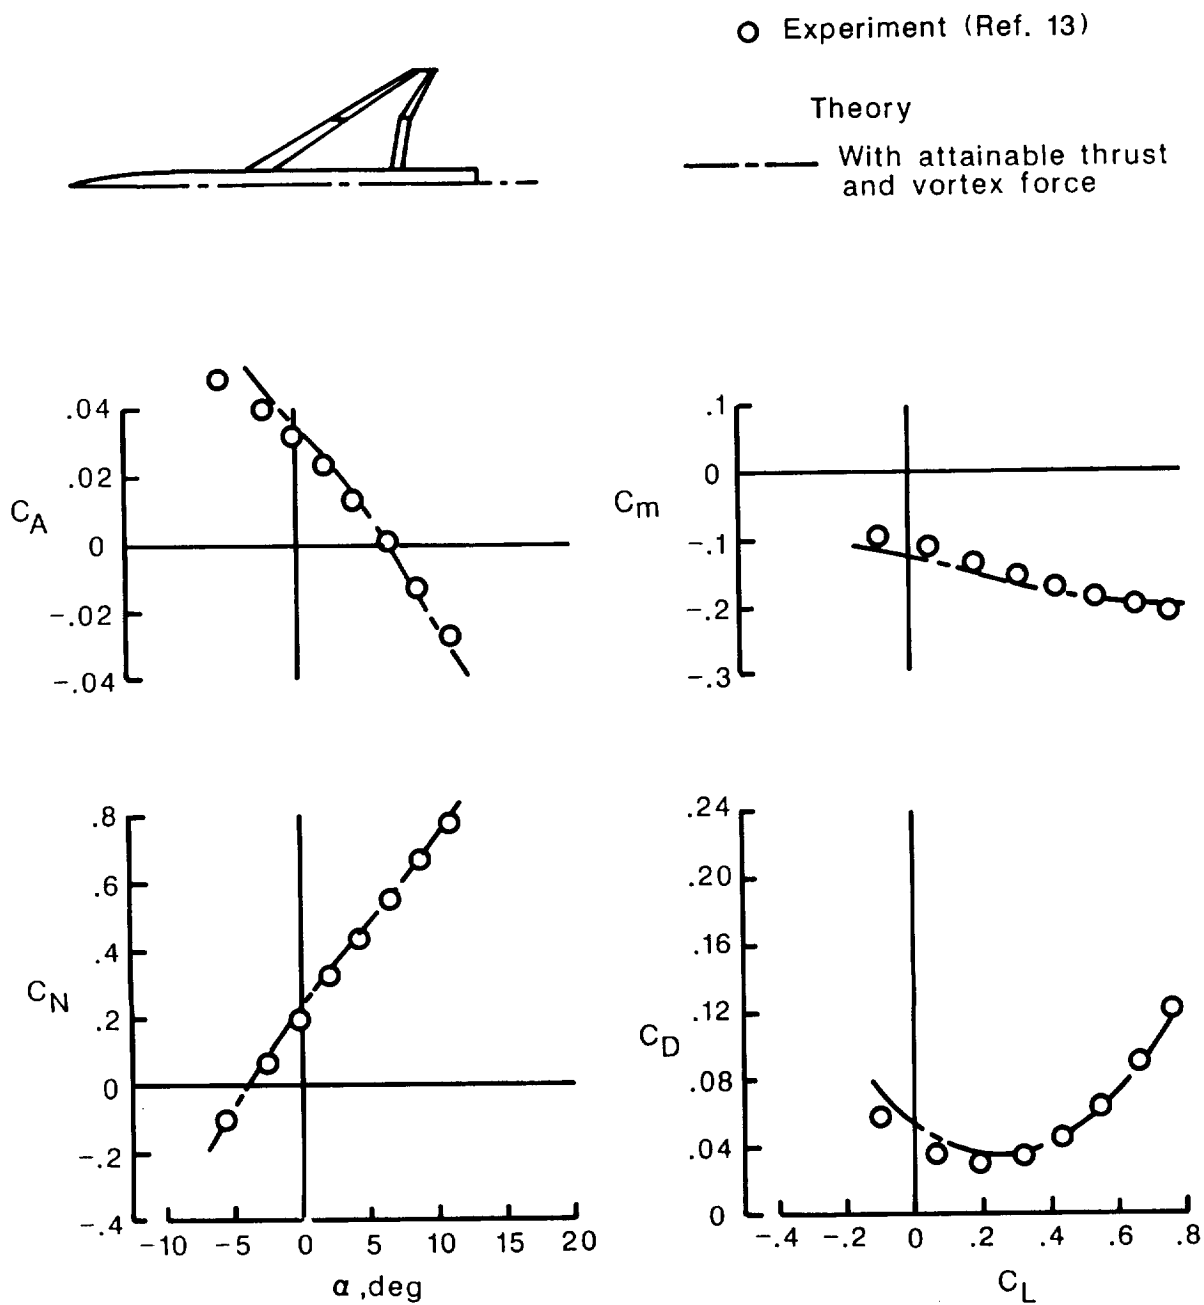 Experiment (Ref. 13)
Theory
With attainable thrust
and vortex force
.04
.02
C_A
0
-.02
-.04
.1
0
C_m
-.1
-.2
-.3
.8
.6
.4
C_N
.2
0
-.2
-.4
-10 -5 0 5 10 15 20
α,deg
.24
.20
.16
.12
C_D
.08
.04
0
-.4 -.2 0 .2 .4 .6 .8
C_L